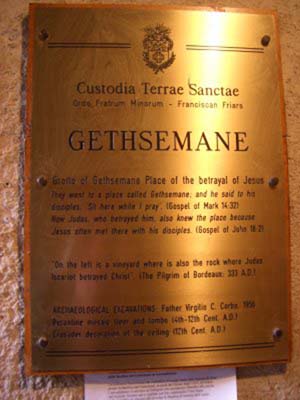 Custodia Terrae Sanctae
Ordo Fratrum Minorum - Franciscan Friars
GETHSEMANE
Grotto of Gethsemane Place of the betrayal of Jesus
They went to a place called Gethsemane; and he said to his
disciples, 'Sit here while I pray'. (Gospel of Mark 14-32)
Now Judas, who betrayed him, also knew the place because
Jesus often met there with his disciples. (Gospel of John 18-2)
"On the left is a vineyard where is also the rock where Judas
Iscariot betrayed Christ". (The Pilgrim of Bordeaux; 333 A.D.)
ARCHAEOLOGICAL EXCAVATIONS: Father Virgilio C. Corbo, 1956
Byzantine mosaic floor and tombs (4th-12th Cent. A.D.)
Crusader decoration of the ceiling (12th Cent. A.D.)